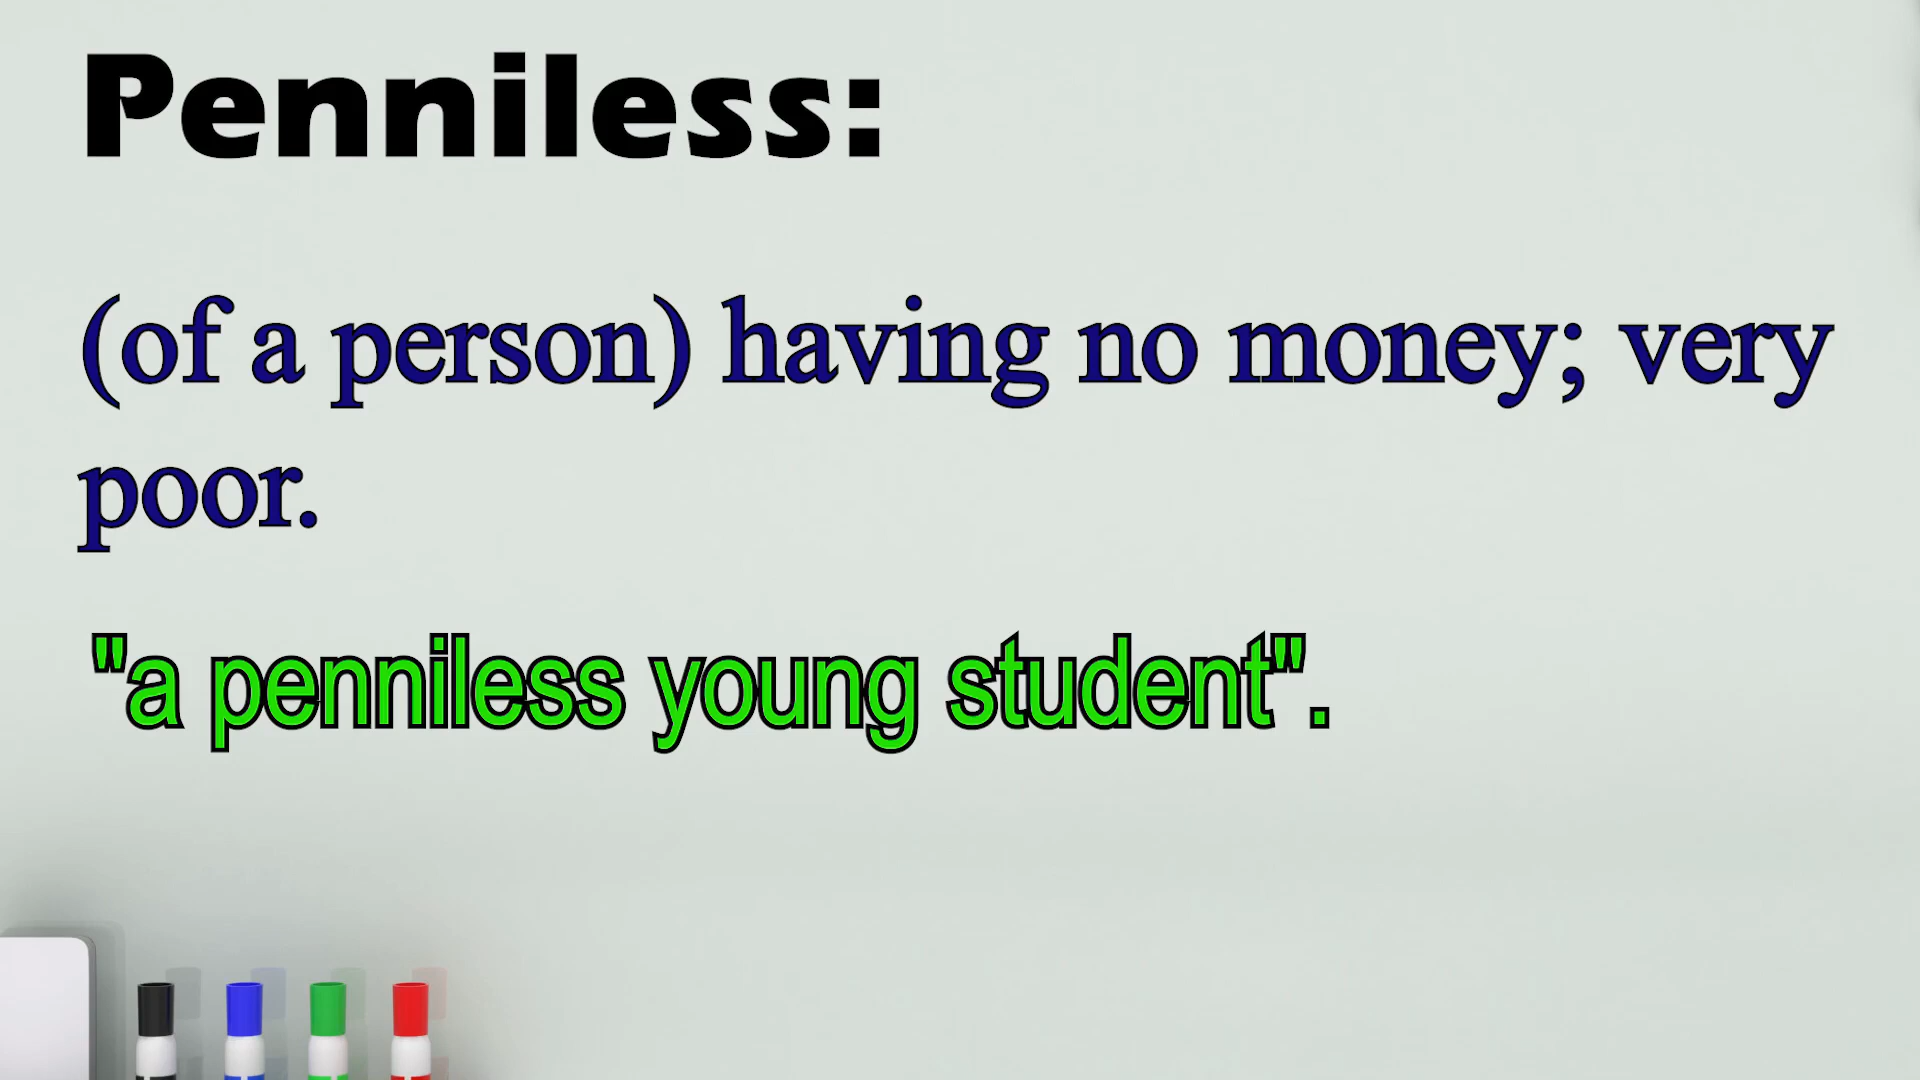 Penniless:
(of a person) having no money; very
poor.
"a penniless young student".